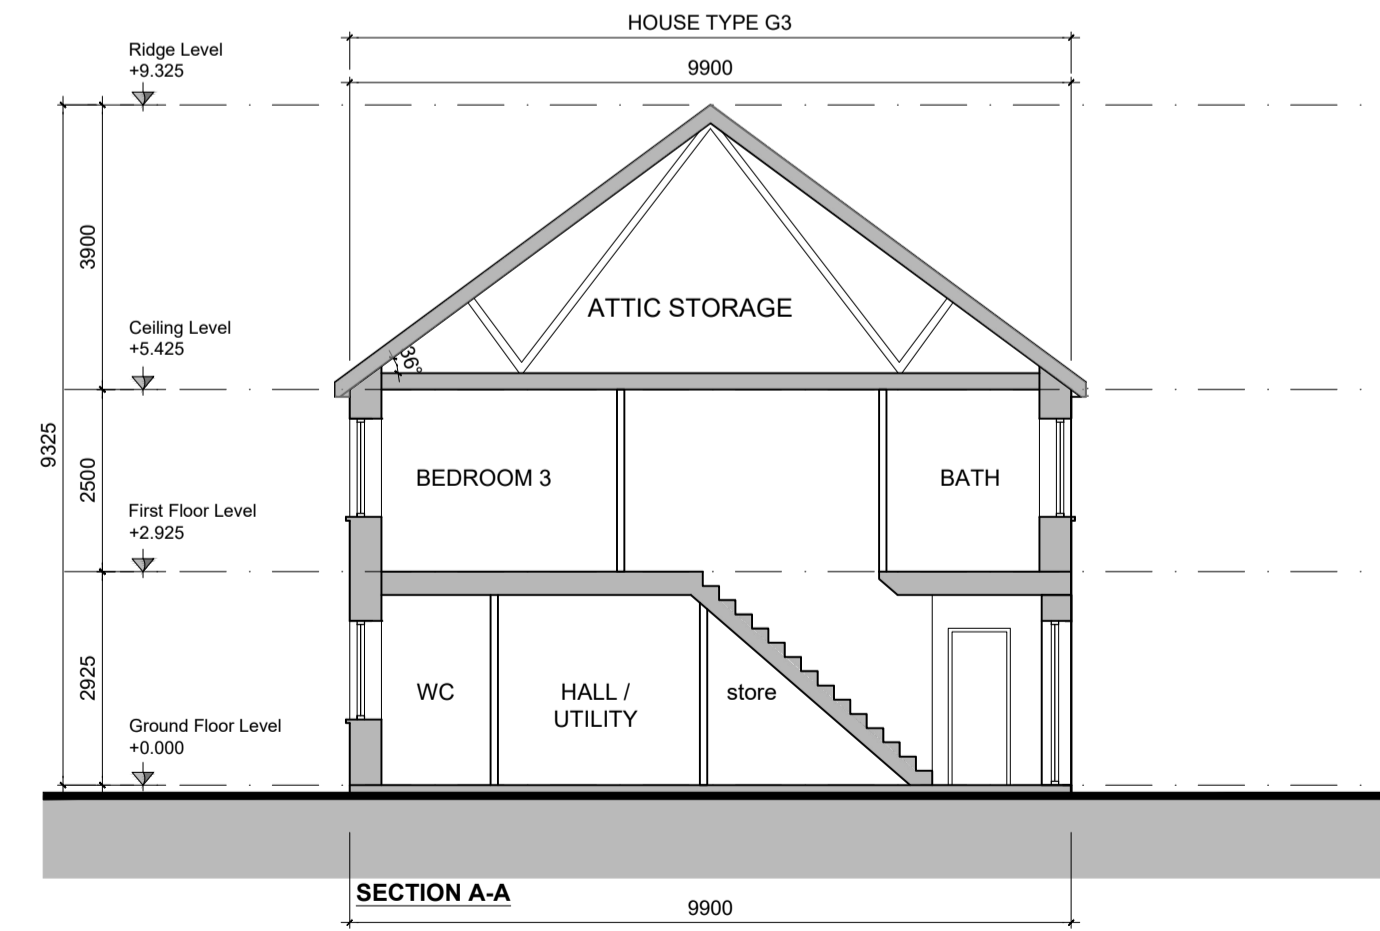 HOUSE TYPE G3
Ridge Level
+9.325
9900
3900
ATTIC STORAGE
Ceiling Level
+5.425
36°
9325
2500
BEDROOM 3
BATH
First Floor Level
+2.925
2925
WC
HALL /
UTILITY
store
Ground Floor Level
+0.000
SECTION A-A
9900